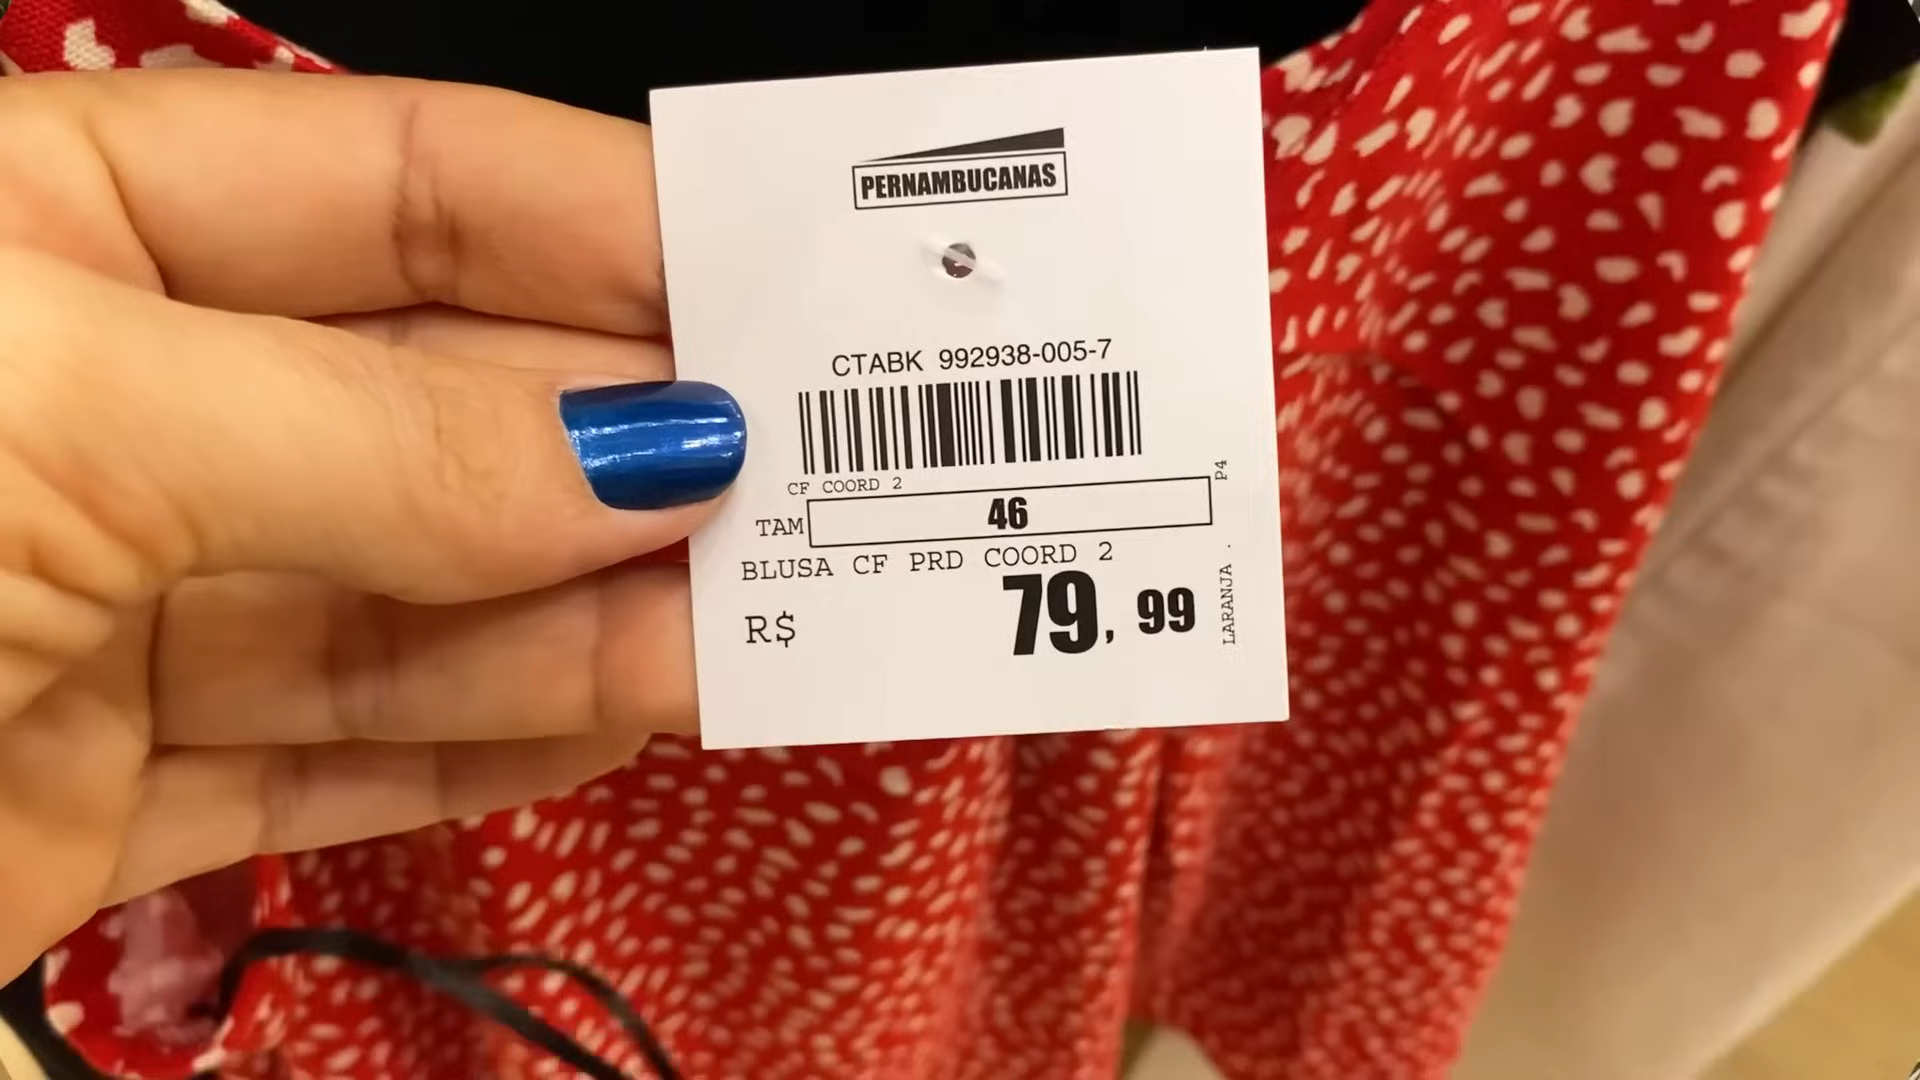 PERNAMBUCANAS
CTABK 992938-005-7
CF COORD 2
P4
TAM 46
BLUSA CF PRD COORD 2
R$ 79,99
LARANJA .